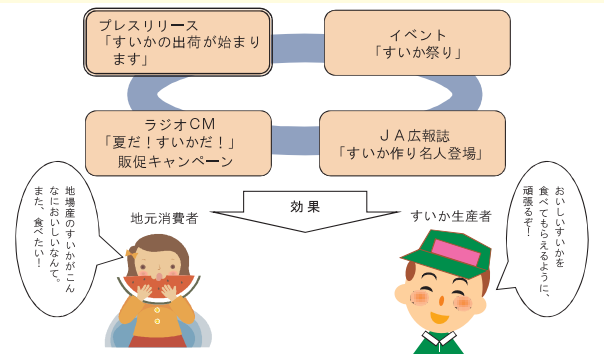 プレスリリース
「すいかの出荷が始まり
ます」
イベント
「すいか祭り」
ラジオCM
「夏だ！すいかだ！」
販促キャンペーン
ＪＡ広報誌
「すいか作り名人登場」
効果
地元消費者
すいか生産者
地場産のすいかがこん
なにおいしいなんて。
また、食べたい！
おいしいすいかを
食べてもらえるように、
頑張るぞ！